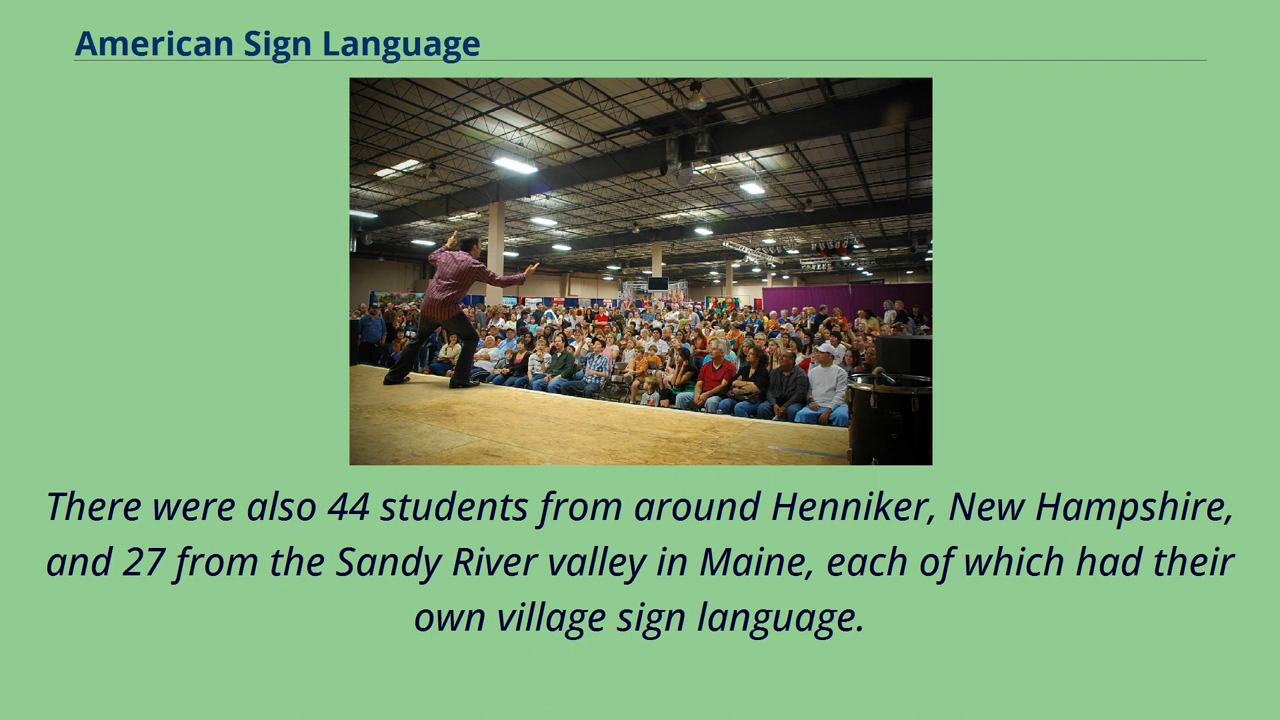 American Sign Language
There were also 44 students from around Henniker, New Hampshire,
and 27 from the Sandy River valley in Maine, each of which had their
own village sign language.